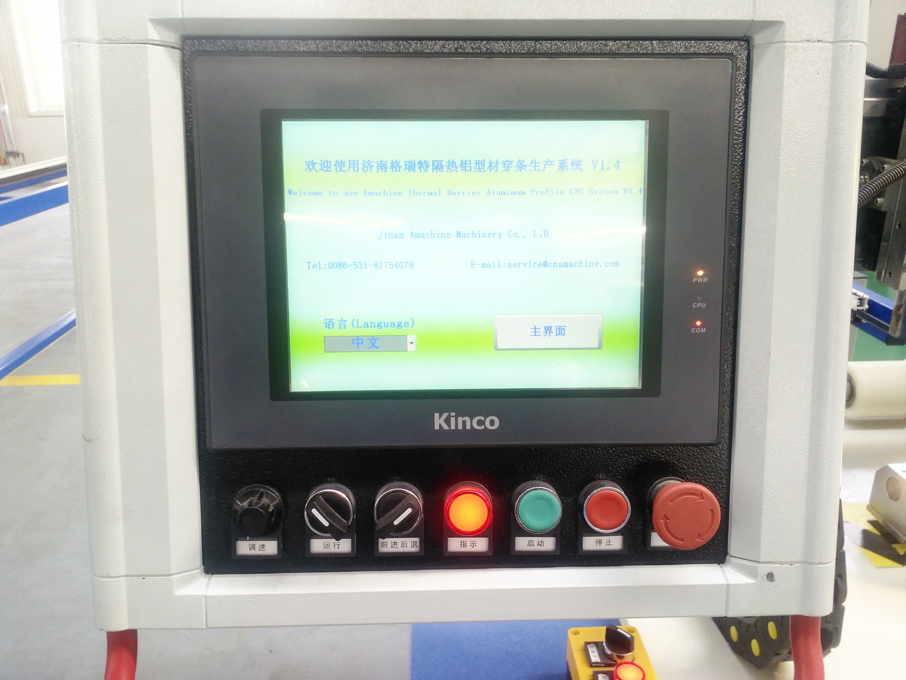 欢迎使用济南格瑞特隔热铝型材穿条生产系统 V1.4
Welcome to use Amachine Thermal Barrier Aluminum Profile CNC System V1.4
Jinan Amachine Machinery Co., L.D
Tel:0086-531-81754079 E-mail:service@cnamachine.com
语言(Language)
中文 主界面
PWR
CPU
COM
Kinco
调速 运行 前进后退 指示 启动 停止